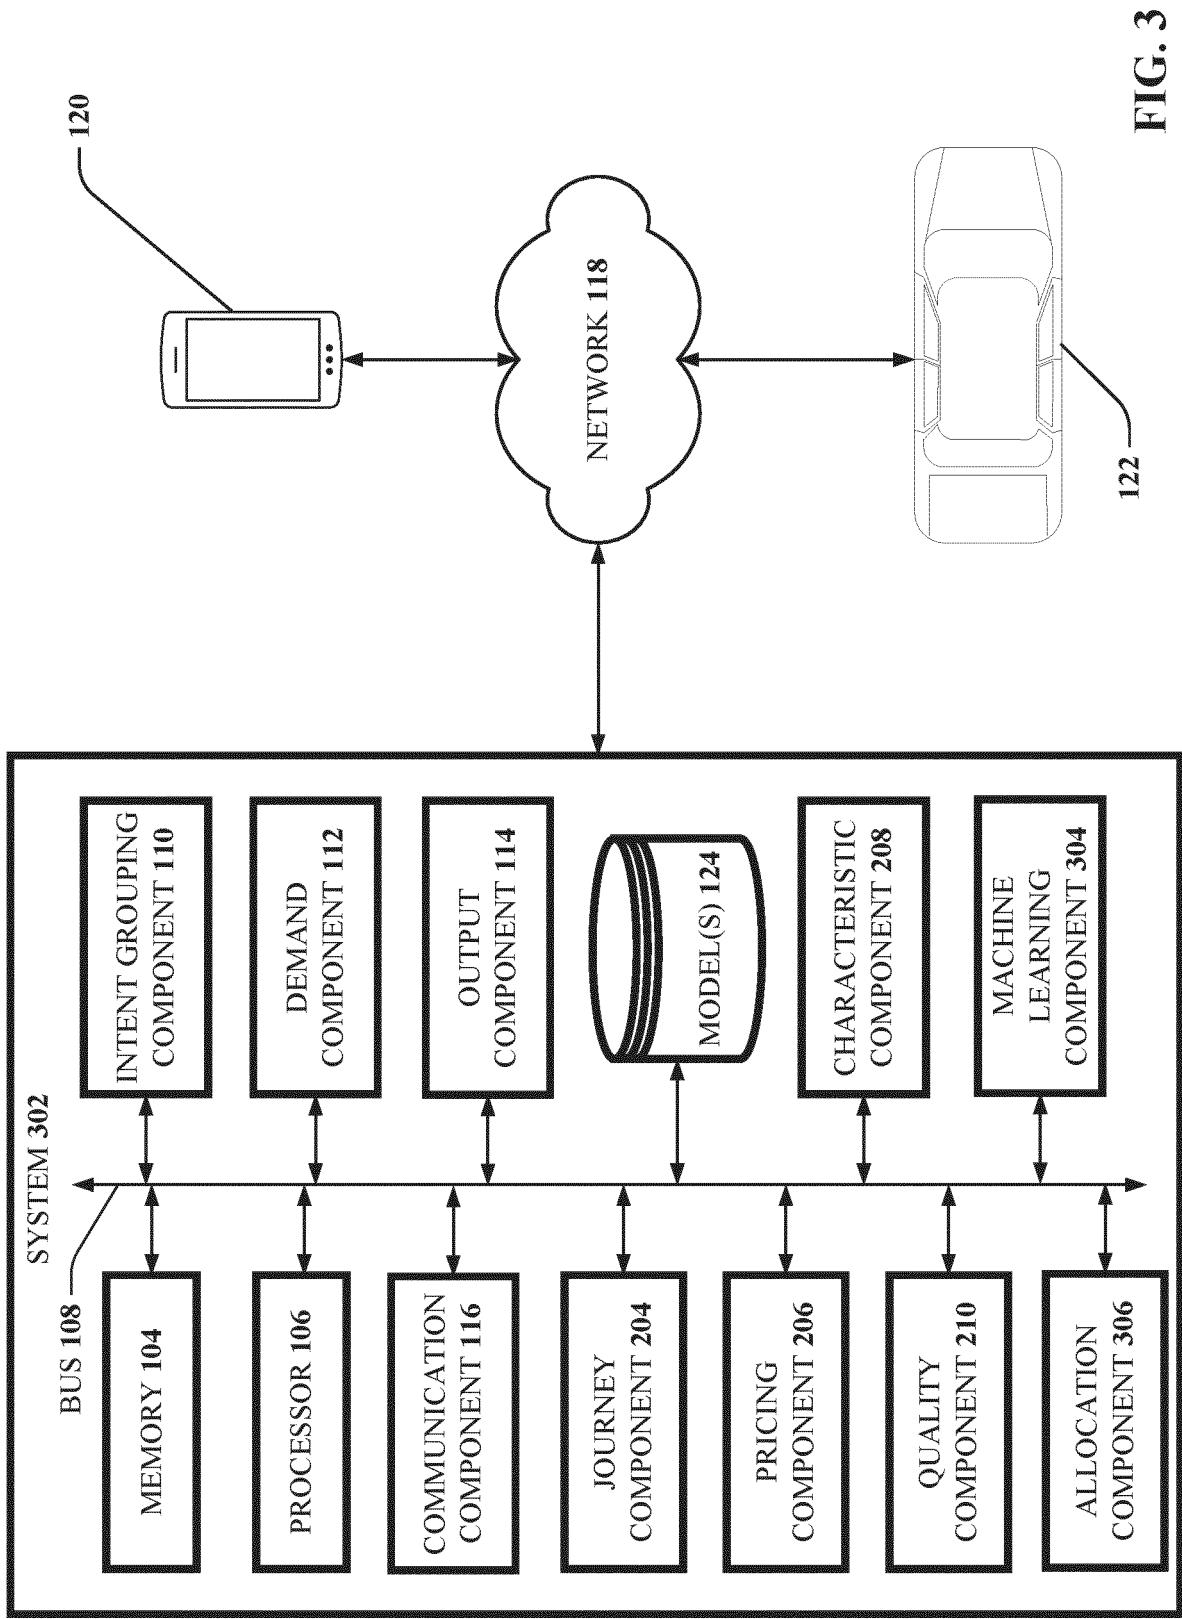 SYSTEM 302
BUS 108
MEMORY 104
PROCESSOR 106
COMMUNICATION
COMPONENT 116
JOURNEY
COMPONENT 204
PRICING
COMPONENT 206
QUALITY
COMPONENT 210
ALLOCATION
COMPONENT 306
INTENT GROUPING
COMPONENT 110
DEMAND
COMPONENT 112
OUTPUT
COMPONENT 114
MODEL(S) 124
CHARACTERISTIC
COMPONENT 208
MACHINE
LEARNING
COMPONENT 304
NETWORK 118
120
122
FIG. 3